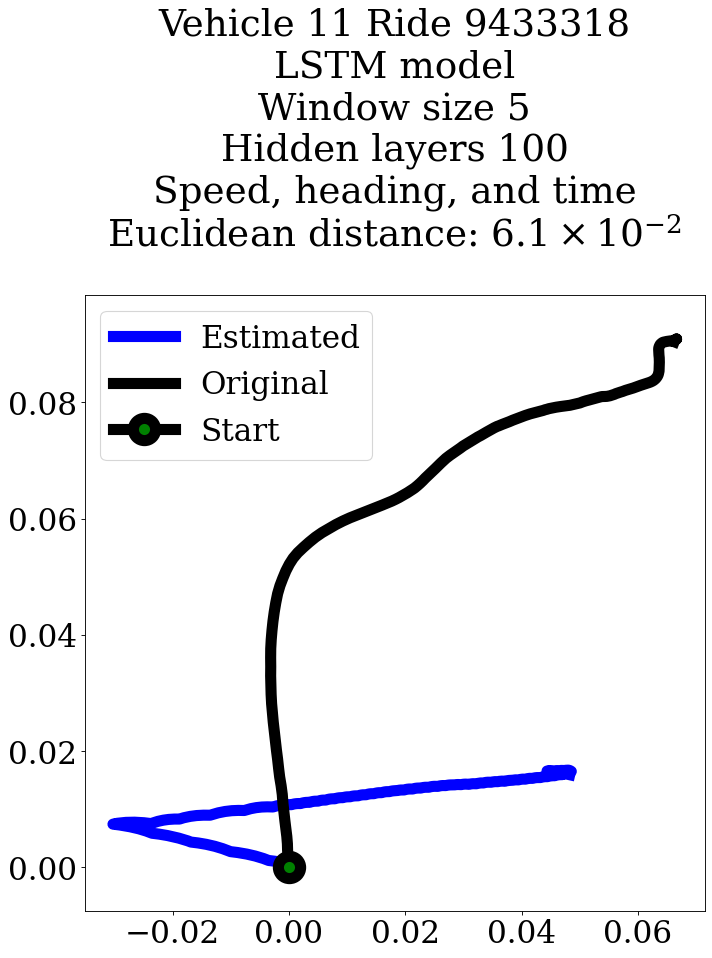 Vehicle 11 Ride 9433318
LSTM model
Window size 5
Hidden layers 100
Speed, heading, and time
Euclidean distance: 6.1 × 10⁻²
Estimated
Original
Start
0.08
0.06
0.04
0.02
0.00
−0.02 0.00 0.02 0.04 0.06